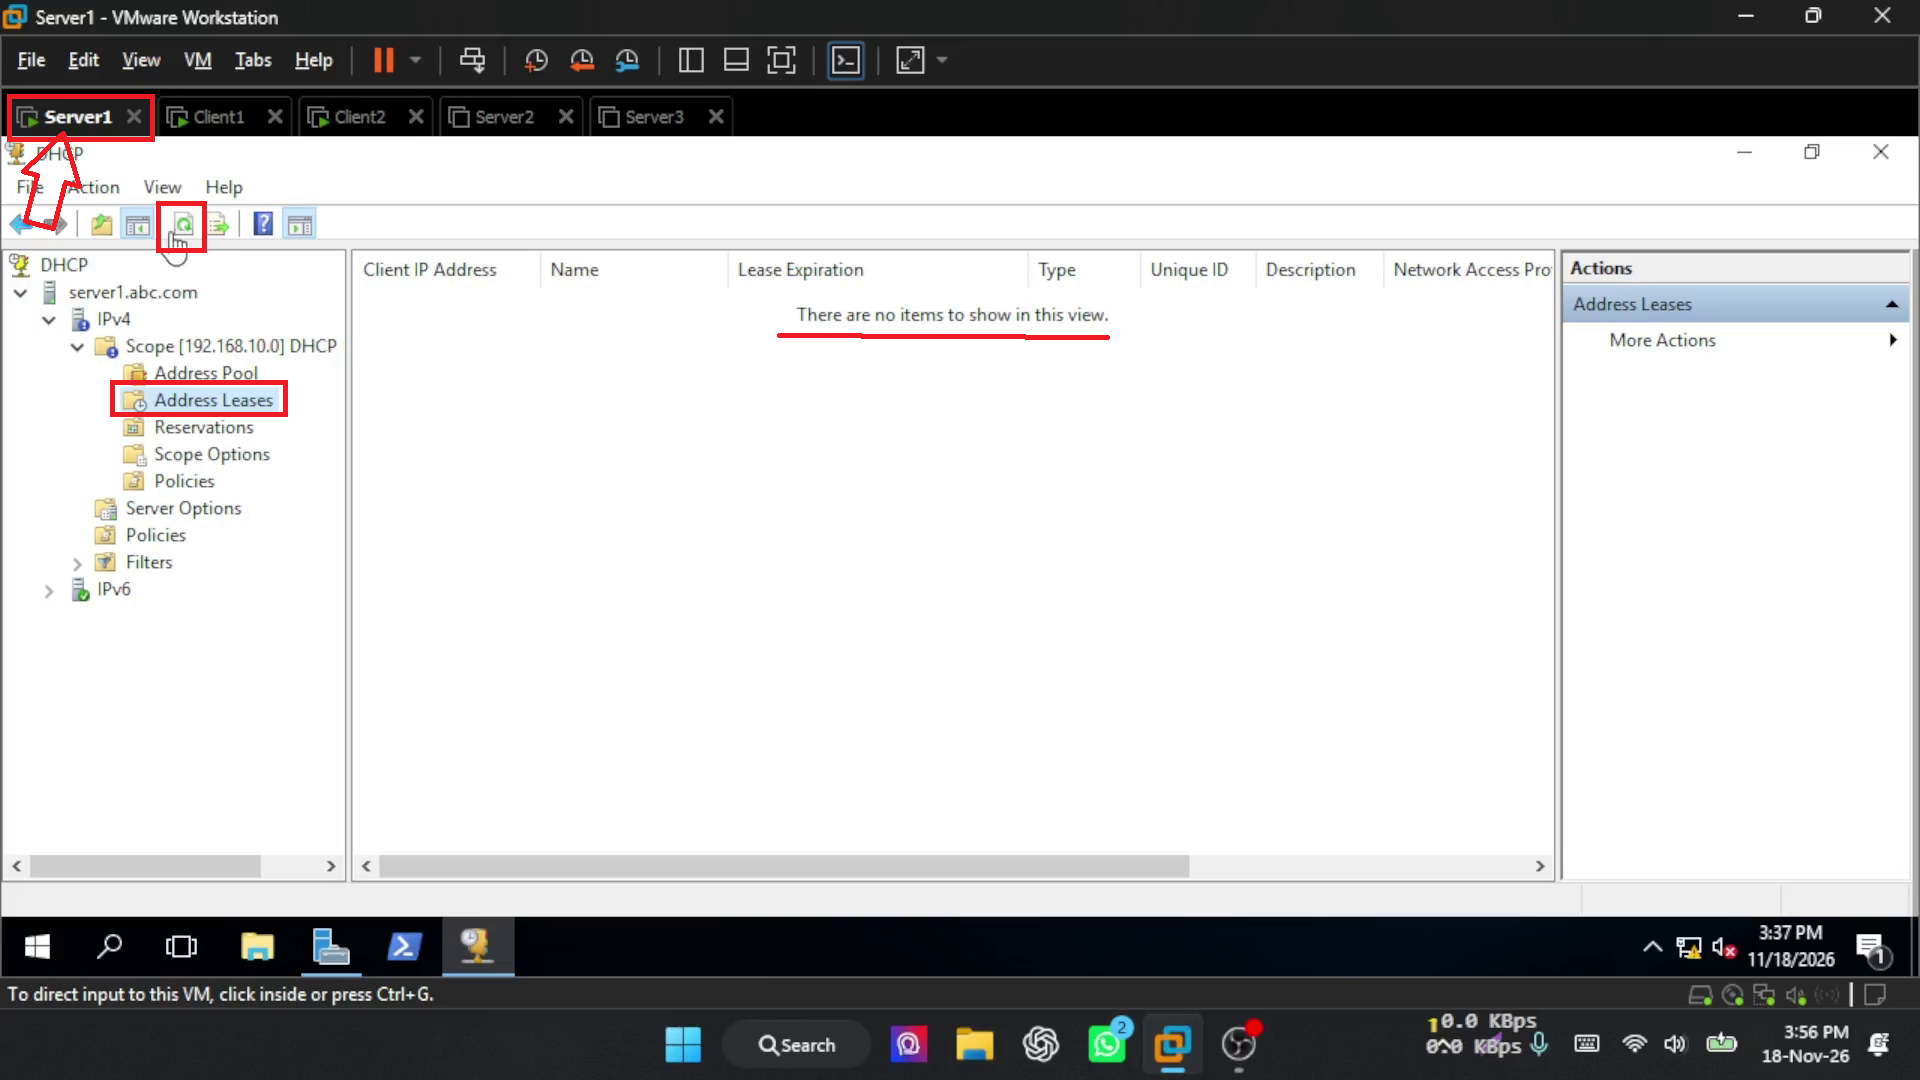 Server1 - VMware Workstation
File Edit View VM Tabs Help
Server1 Client1 Client2 Server2 Server3
DHCP
File Action View Help
DHCP
server1.abc.com
IPv4
Scope [192.168.10.0] DHCP
Address Pool
Address Leases
Reservations
Scope Options
Policies
Server Options
Policies
Filters
IPv6
Client IP Address Name Lease Expiration Type Unique ID Description Network Access Pro
There are no items to show in this view.
Actions
Address Leases
More Actions
3:37 PM
11/18/2026
1
To direct input to this VM, click inside or press Ctrl+G.
Search
2
0.0 KBps
0.0 KBps
3:56 PM
18-Nov-26